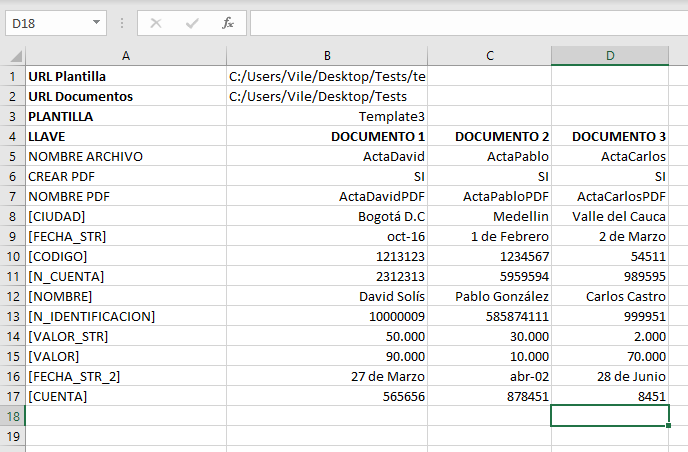 D18 fx
A B C D
1 URL Plantilla C:/Users/Vile/Desktop/Tests/te
2 URL Documentos C:/Users/Vile/Desktop/Tests
3 PLANTILLA Template3
4 LLAVE DOCUMENTO 1 DOCUMENTO 2 DOCUMENTO 3
5 NOMBRE ARCHIVO ActaDavid ActaPablo ActaCarlos
6 CREAR PDF SI SI SI
7 NOMBRE PDF ActaDavidPDF ActaPabloPDF ActaCarlosPDF
8 [CIUDAD] Bogotá D.C Medellin Valle del Cauca
9 [FECHA_STR] oct-16 1 de Febrero 2 de Marzo
10 [CODIGO] 1213123 1234567 54511
11 [N_CUENTA] 2312313 5959594 989595
12 [NOMBRE] David Solís Pablo González Carlos Castro
13 [N_IDENTIFICACION] 10000009 585874111 999951
14 [VALOR_STR] 50.000 30.000 2.000
15 [VALOR] 90.000 10.000 70.000
16 [FECHA_STR_2] 27 de Marzo abr-02 28 de Junio
17 [CUENTA] 565656 878451 8451
18
19